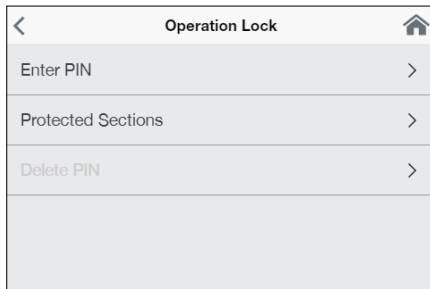 Operation Lock
Enter PIN
Protected Sections
Delete PIN